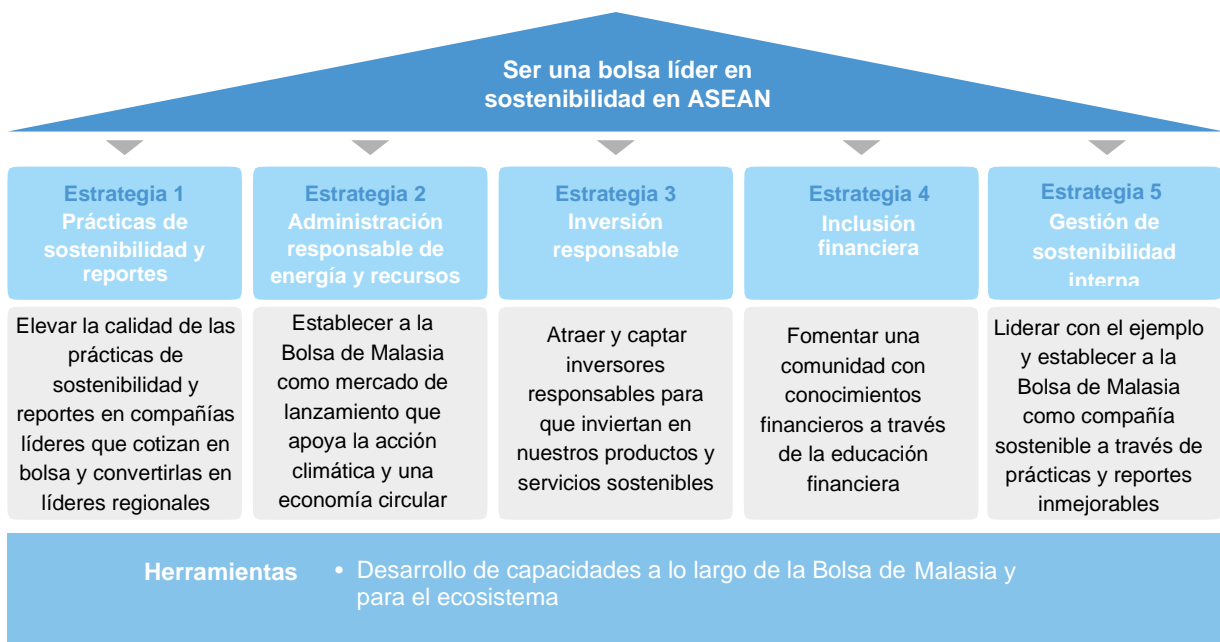 Ser una bolsa líder en
sostenibilidad en ASEAN
Estrategia 1
Prácticas de
sostenibilidad y
reportes
Estrategia 2
Administración
responsable de
energía y recursos
Estrategia 3
Inversión
responsable
Estrategia 4
Inclusión
financiera
Estrategia 5
Gestión de
sostenibilidad
interna
Elevar la calidad de las
prácticas de
sostenibilidad y
reportes en compañías
líderes que cotizan en
bolsa y convertirlas en
líderes regionales
Establecer a la
Bolsa de Malasia
como mercado de
lanzamiento que
apoya la acción
climática y una
economía circular
Atraer y captar
inversores
responsables para
que inviertan en
nuestros productos y
servicios sostenibles
Fomentar una
comunidad con
conocimientos
financieros a través
de la educación
financiera
Liderar con el ejemplo
y establecer a la
Bolsa de Malasia
como compañía
sostenible a través de
prácticas y reportes
inmejorables
Herramientas • Desarrollo de capacidades a lo largo de la Bolsa de Malasia y
para el ecosistema